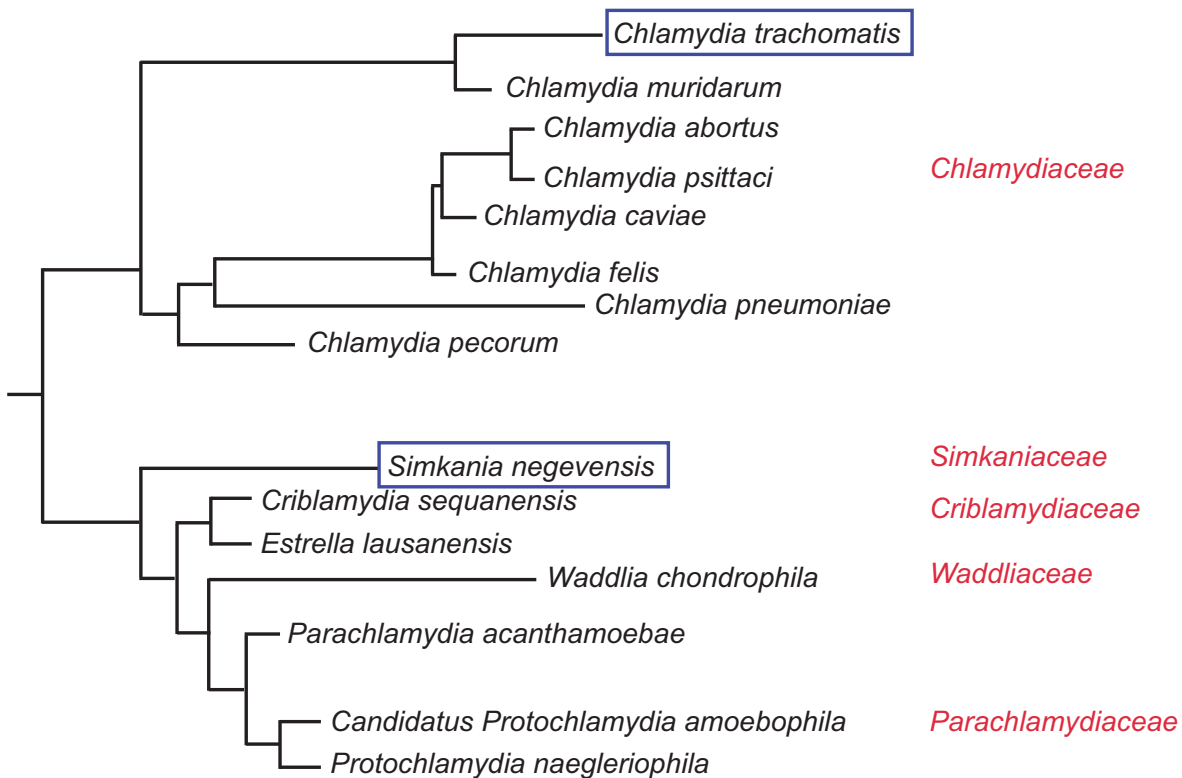 Chlamydia trachomatis
Chlamydia muridarum
Chlamydia abortus
Chlamydia psittaci
Chlamydiaceae
Chlamydia caviae
Chlamydia felis
Chlamydia pneumoniae
Chlamydia pecorum
Simkania negevensis
Simkaniaceae
Criblamydia sequanensis
Criblamydiaceae
Estrella lausanensis
Waddlia chondrophila
Waddliaceae
Parachlamydia acanthamoebae
Candidatus Protochlamydia amoebophila
Parachlamydiaceae
Protochlamydia naegleriophila